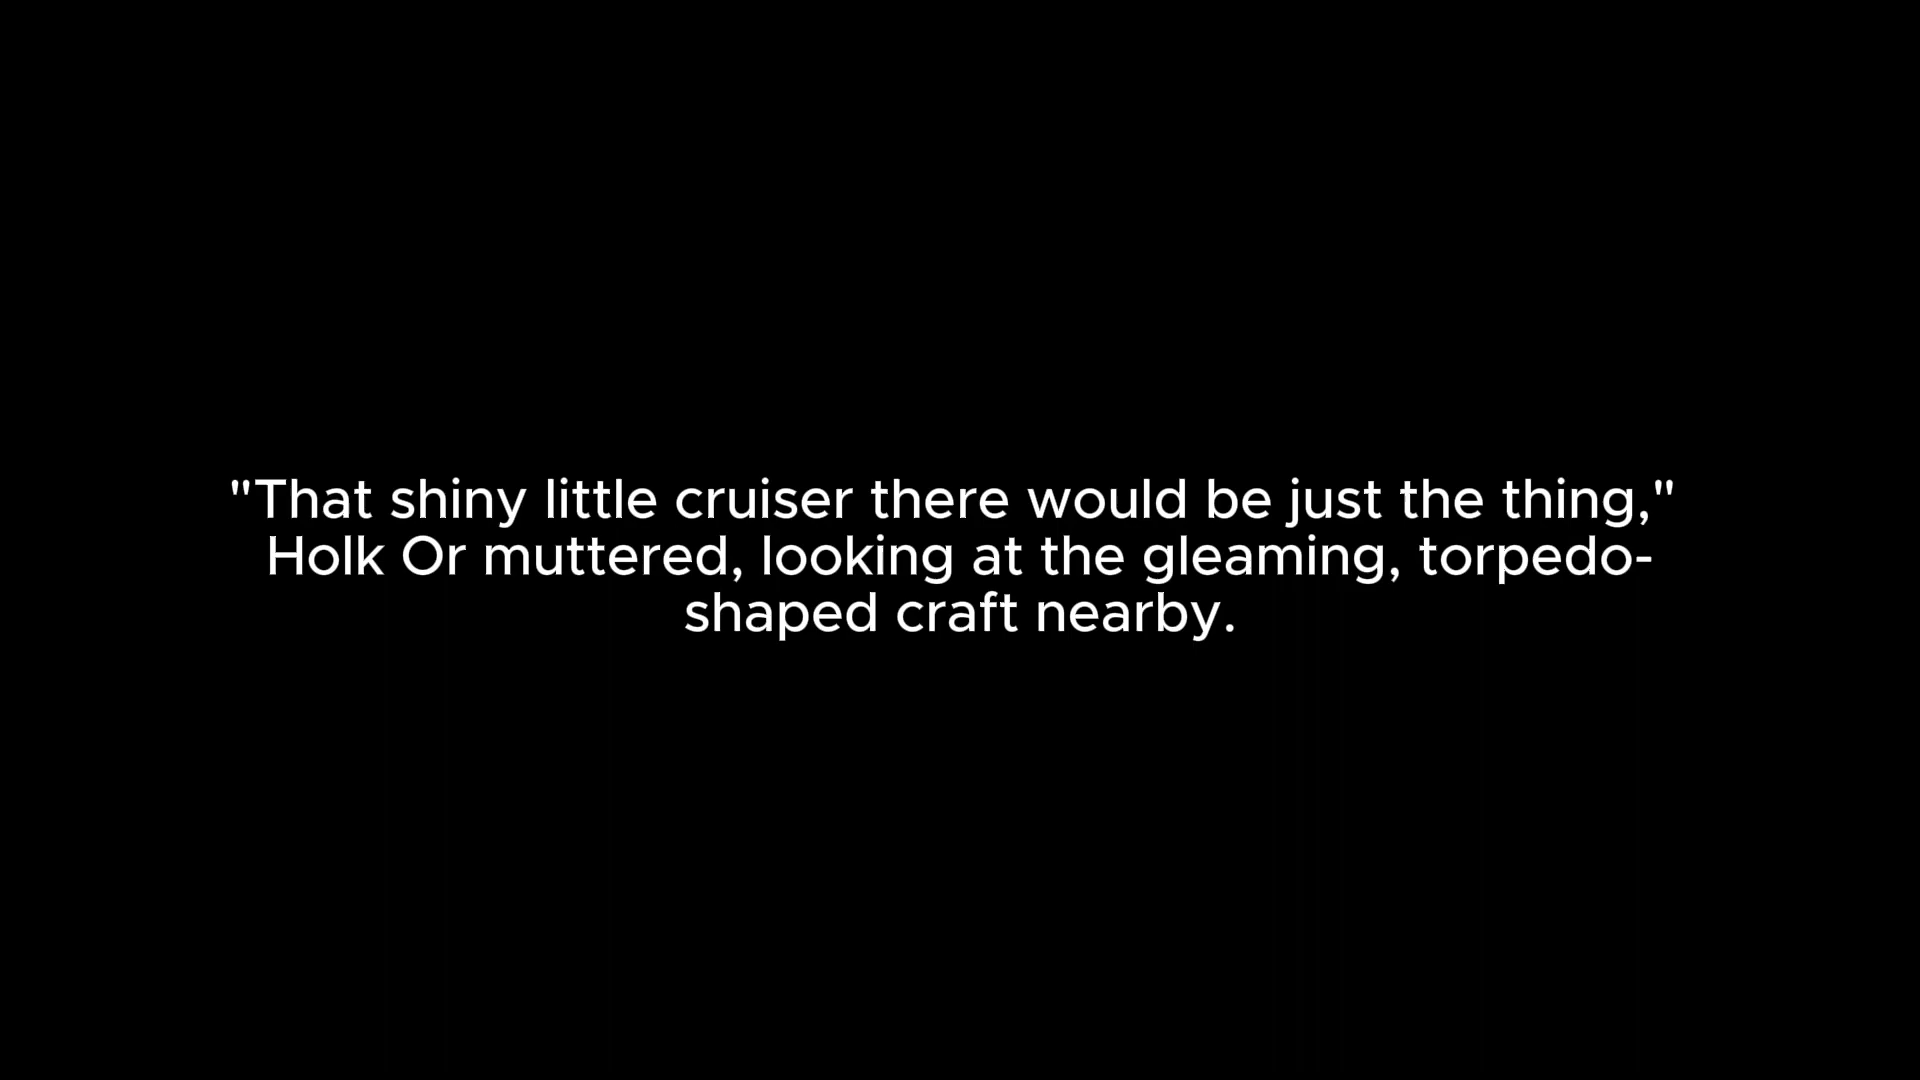 "That shiny little cruiser there would be just the thing,"
Holk Or muttered, looking at the gleaming, torpedo-
shaped craft nearby.